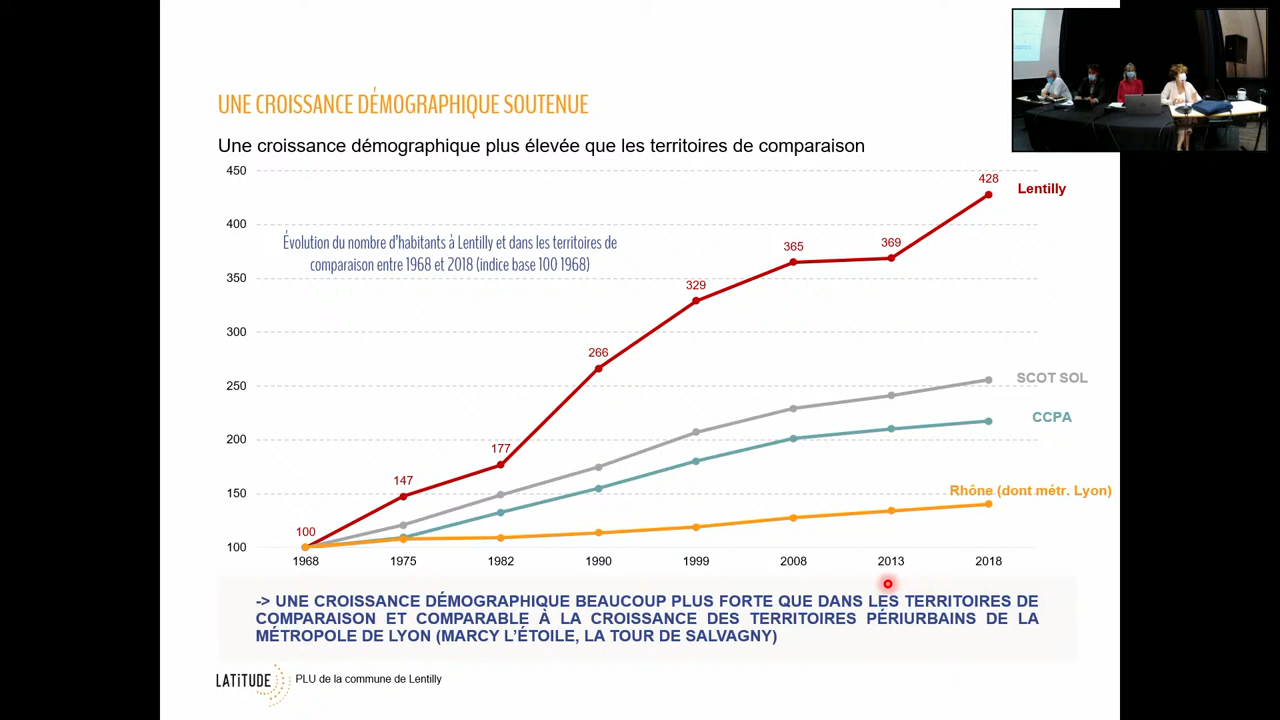 UNE CROISSANCE DÉMOGRAPHIQUE SOUTENUE
Une croissance démographique plus élevée que les territoires de comparaison
450
400
350
300
250
200
150
100
Évolution du nombre d'habitants à Lentilly et dans les territoires de
comparaison entre 1968 et 2018 (indice base 100 1968)
100
147
177
266
329
365
369
428
Lentilly
SCOT SOL
CCPA
Rhône (dont métr. Lyon)
1968 1975 1982 1990 1999 2008 2013 2018
-> UNE CROISSANCE DÉMOGRAPHIQUE BEAUCOUP PLUS FORTE QUE DANS LES TERRITOIRES DE
COMPARAISON ET COMPARABLE À LA CROISSANCE DES TERRITOIRES PÉRIURBAINS DE LA
MÉTROPOLE DE LYON (MARCY L'ÉTOILE, LA TOUR DE SALVAGNY)
LATITUDE
PLU de la commune de Lentilly